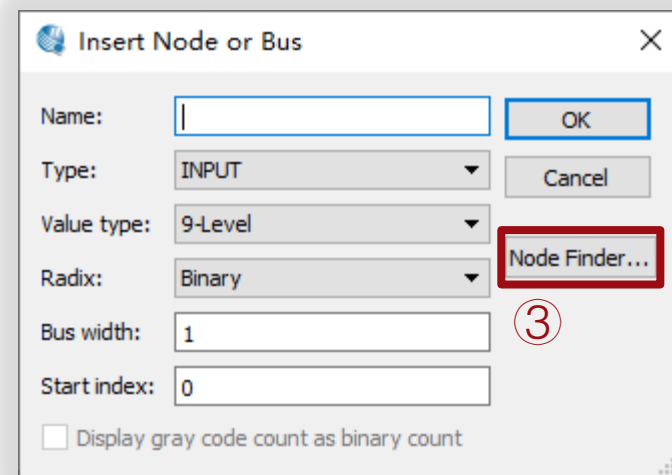 Insert Node or Bus
Name:
OK
Type: INPUT
Cancel
Value type: 9-Level
Node Finder...
Radix: Binary
③
Bus width: 1
Start index: 0
Display gray code count as binary count